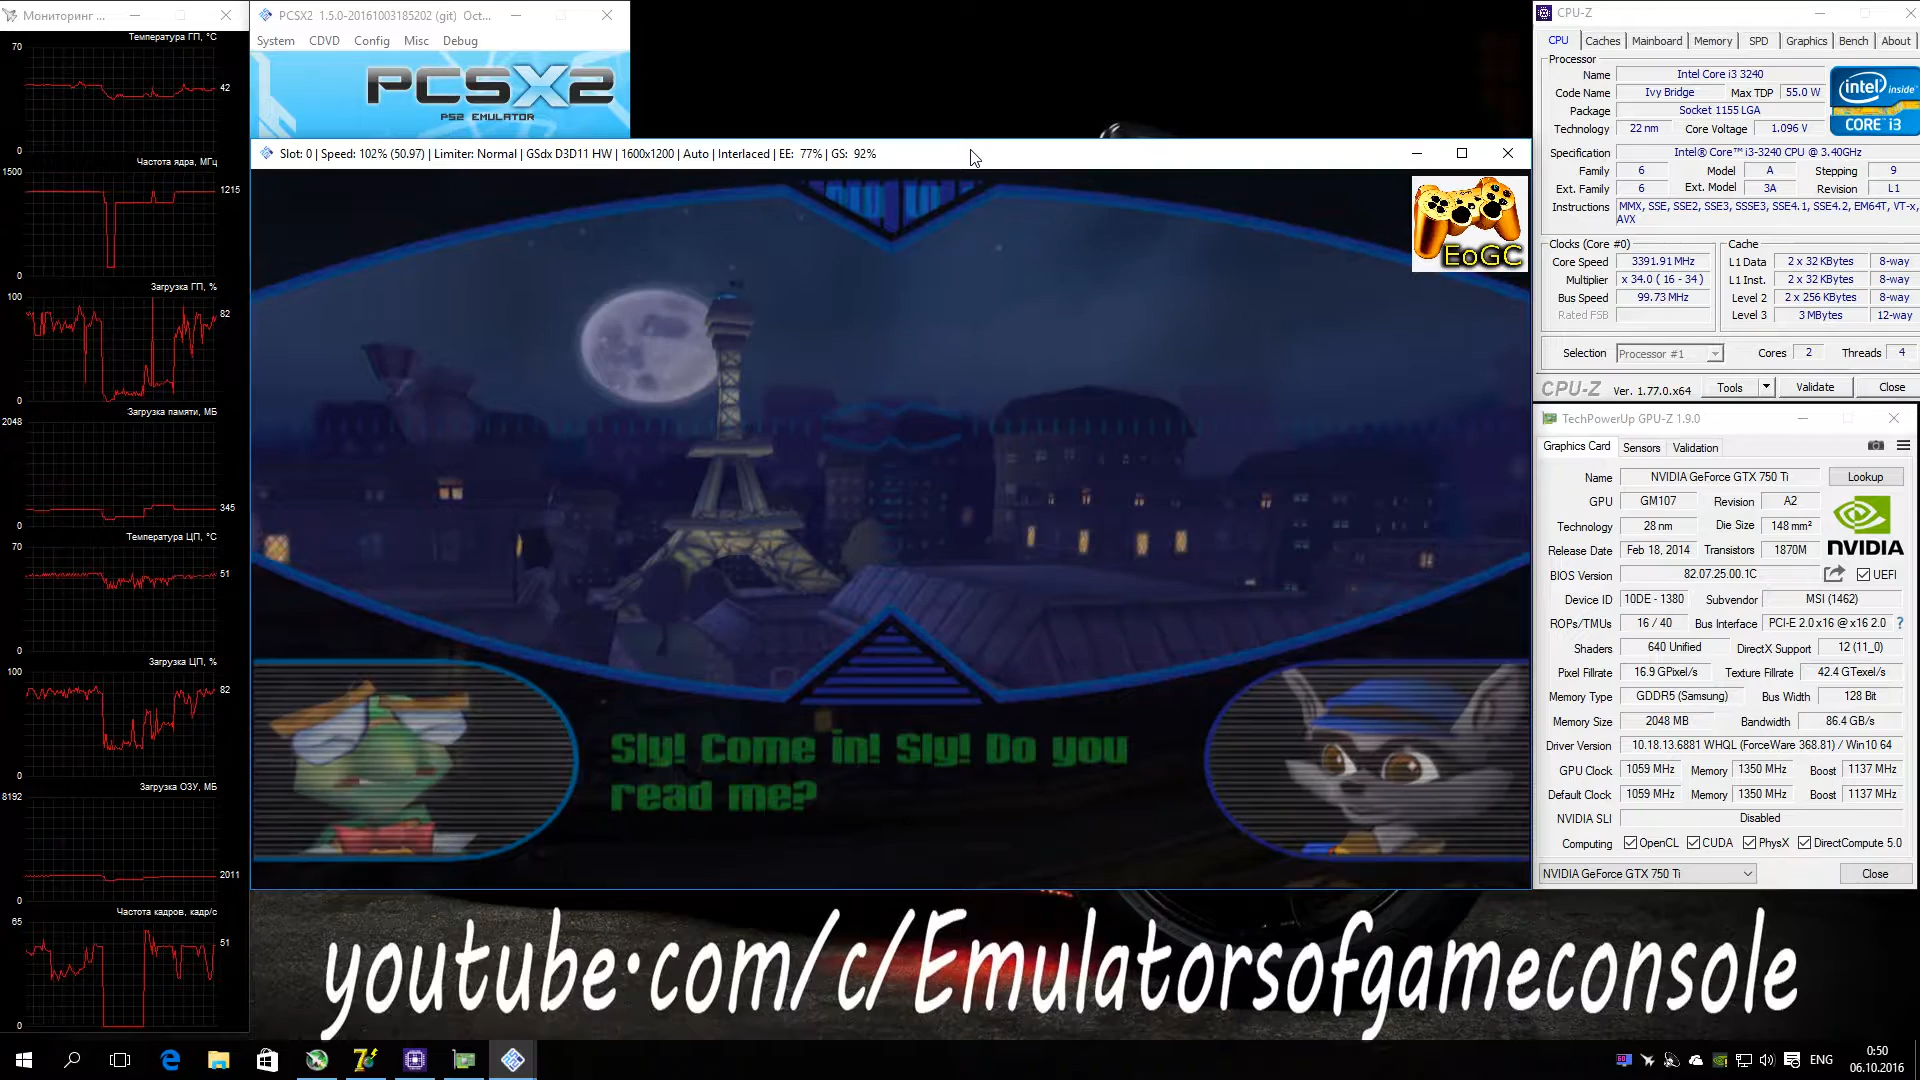 Мониторинг ...
Температура ГП, °C
70
42
0
Частота ядра, МГц
1500
1215
0
Загрузка ГП, %
100
82
0
Загрузка памяти, МБ
2048
345
0
Температура ЦП, °C
70
51
0
Загрузка ЦП, %
100
82
0
Загрузка ОЗУ, МБ
8192
2011
0
Частота кадров, кадр/с
65
51
0
PCSX2 1.5.0-20161003185202 (git) Oct...
System CDVD Config Misc Debug
PCSX2
PS2 EMULATOR
Slot: 0 | Speed: 102% (50.97) | Limiter: Normal | GSdx D3D11 HW | 1600x1200 | Auto | Interlaced | EE: 77% | GS: 92%
EoGC
Sly! Come in! Sly! Do you
read me?
CPU-Z
CPU Caches Mainboard Memory SPD Graphics Bench About
Processor
Name Intel Core i3 3240
Code Name Ivy Bridge Max TDP 55.0 W
Package Socket 1155 LGA
Technology 22 nm Core Voltage 1.096 V
intel inside
CORE i3
Specification Intel® Core™ i3-3240 CPU @ 3.40GHz
Family 6 Model A Stepping 9
Ext. Family 6 Ext. Model 3A Revision L1
Instructions MMX, SSE, SSE2, SSE3, SSSE3, SSE4.1, SSE4.2, EM64T, VT-x,
AVX
Clocks (Core #0) Cache
Core Speed 3391.91 MHz L1 Data 2 x 32 KBytes 8-way
Multiplier x 34.0 ( 16 - 34 ) L1 Inst. 2 x 32 KBytes 8-way
Bus Speed 99.73 MHz Level 2 2 x 256 KBytes 8-way
Rated FSB Level 3 3 MBytes 12-way
Selection Processor #1 Cores 2 Threads 4
CPU-Z Ver. 1.77.0.x64 Tools Validate Close
TechPowerUp GPU-Z 1.9.0
Graphics Card Sensors Validation
Name NVIDIA GeForce GTX 750 Ti Lookup
GPU GM107 Revision A2
Technology 28 nm Die Size 148 mm²
Release Date Feb 18, 2014 Transistors 1870M
NVIDIA
BIOS Version 82.07.25.00.1C UEFI
Device ID 10DE - 1380 Subvendor MSI (1462)
ROPs/TMUs 16 / 40 Bus Interface PCI-E 2.0 x16 @ x16 2.0 ?
Shaders 640 Unified DirectX Support 12 (11_0)
Pixel Fillrate 16.9 GPixel/s Texture Fillrate 42.4 GTexel/s
Memory Type GDDR5 (Samsung) Bus Width 128 Bit
Memory Size 2048 MB Bandwidth 86.4 GB/s
Driver Version 10.18.13.6881 WHQL (ForceWare 368.81) / Win10 64
GPU Clock 1059 MHz Memory 1350 MHz Boost 1137 MHz
Default Clock 1059 MHz Memory 1350 MHz Boost 1137 MHz
NVIDIA SLI Disabled
Computing OpenCL CUDA PhysX DirectCompute 5.0
NVIDIA GeForce GTX 750 Ti Close
youtube.com/c/Emulatorsofgameconsole
ENG
0:50
06.10.2016